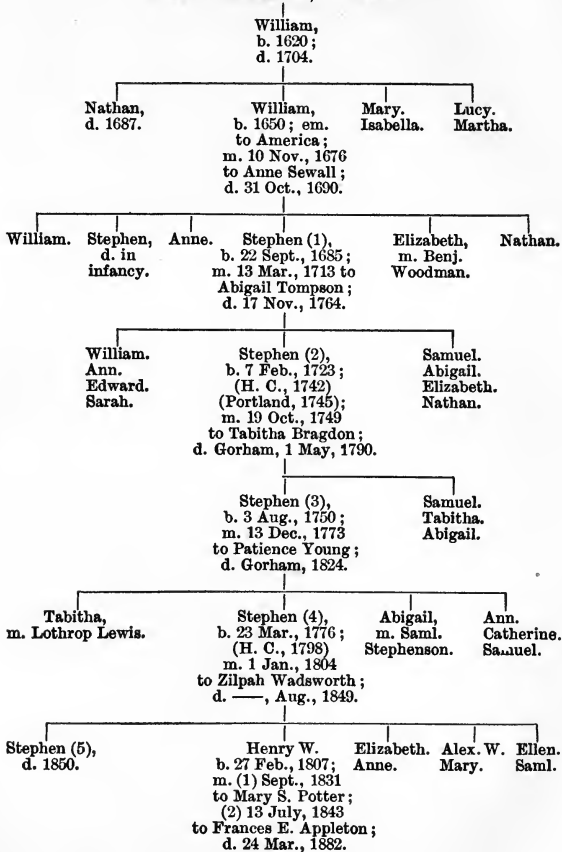 William,
b. 1620;
d. 1704.
Nathan,
d. 1687.
William,
b. 1650; em.
to America;
m. 10 Nov., 1676
to Anne Sewall;
d. 31 Oct., 1690.
Mary.
Isabella.
Lucy.
Martha.
William.
Stephen,
d. in
infancy.
Anne.
Stephen (1),
b. 22 Sept., 1685;
m. 13 Mar., 1713 to
Abigail Tompson;
d. 17 Nov., 1764.
Elizabeth,
m. Benj.
Woodman.
Nathan.
William.
Ann.
Edward.
Sarah.
Stephen (2),
b. 7 Feb., 1723;
(H. C., 1742)
(Portland, 1745);
m. 19 Oct., 1749
to Tabitha Bragdon;
d. Gorham, 1 May, 1790.
Samuel.
Abigail.
Elizabeth.
Nathan.
Stephen (3),
b. 3 Aug., 1750;
m. 13 Dec., 1773
to Patience Young;
d. Gorham, 1824.
Samuel.
Tabitha.
Abigail.
Tabitha,
m. Lothrop Lewis.
Stephen (4),
b. 23 Mar., 1776;
(H. C., 1798)
m. 1 Jan., 1804
to Zilpah Wadsworth;
d. ——, Aug., 1849.
Abigail,
m. Saml.
Stephenson.
Ann.
Catherine.
Samuel.
Stephen (5),
d. 1850.
Henry W.
b. 27 Feb., 1807;
m. (1) Sept., 1831
to Mary S. Potter;
(2) 13 July, 1843
to Frances E. Appleton;
d. 24 Mar., 1882.
Elizabeth.
Anne.
Alex. W.
Mary.
Ellen.
Saml.